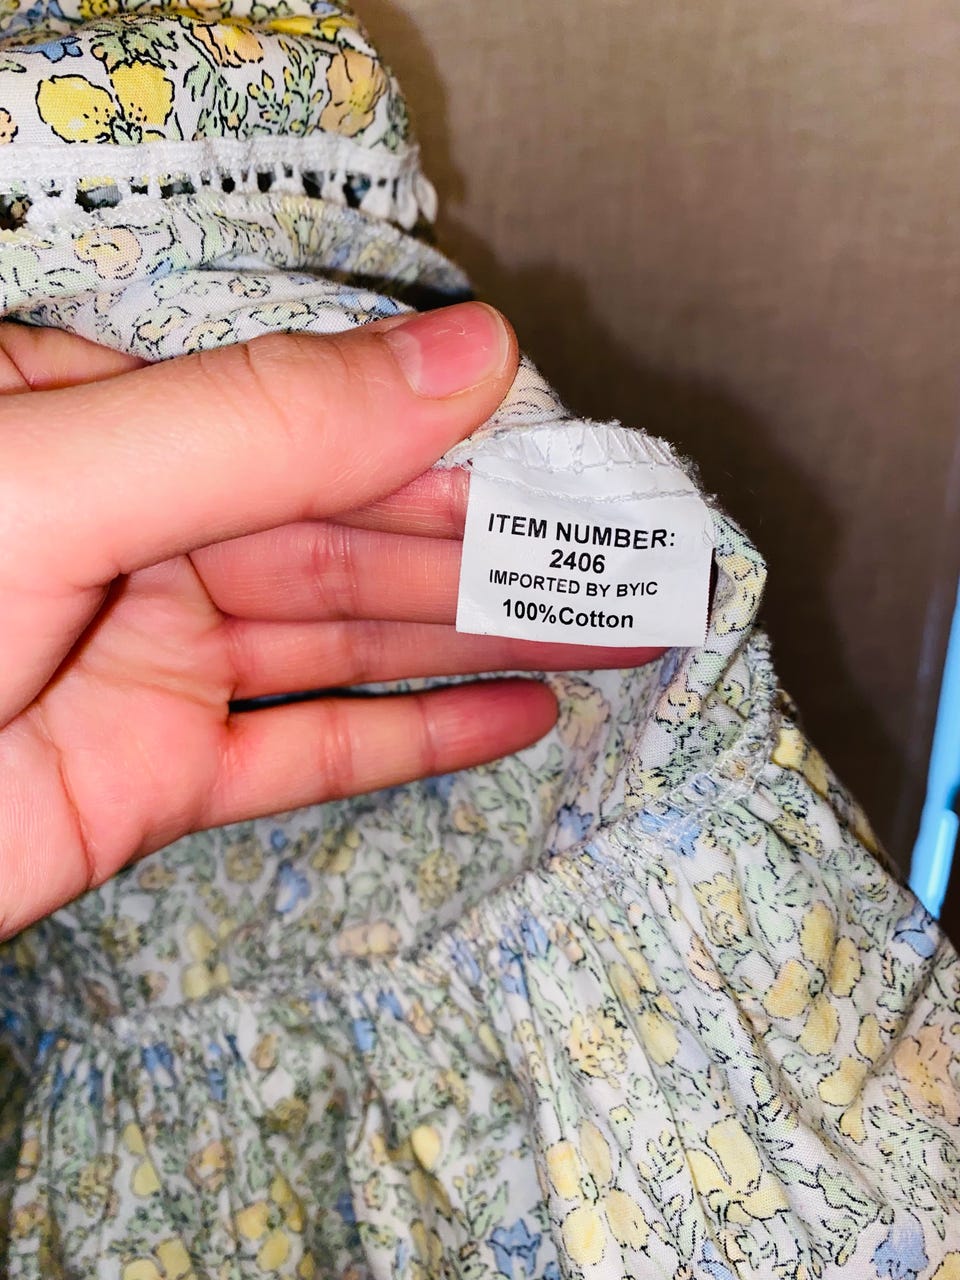 ITEM NUMBER:
2406
IMPORTED BY BYIC
100%Cotton